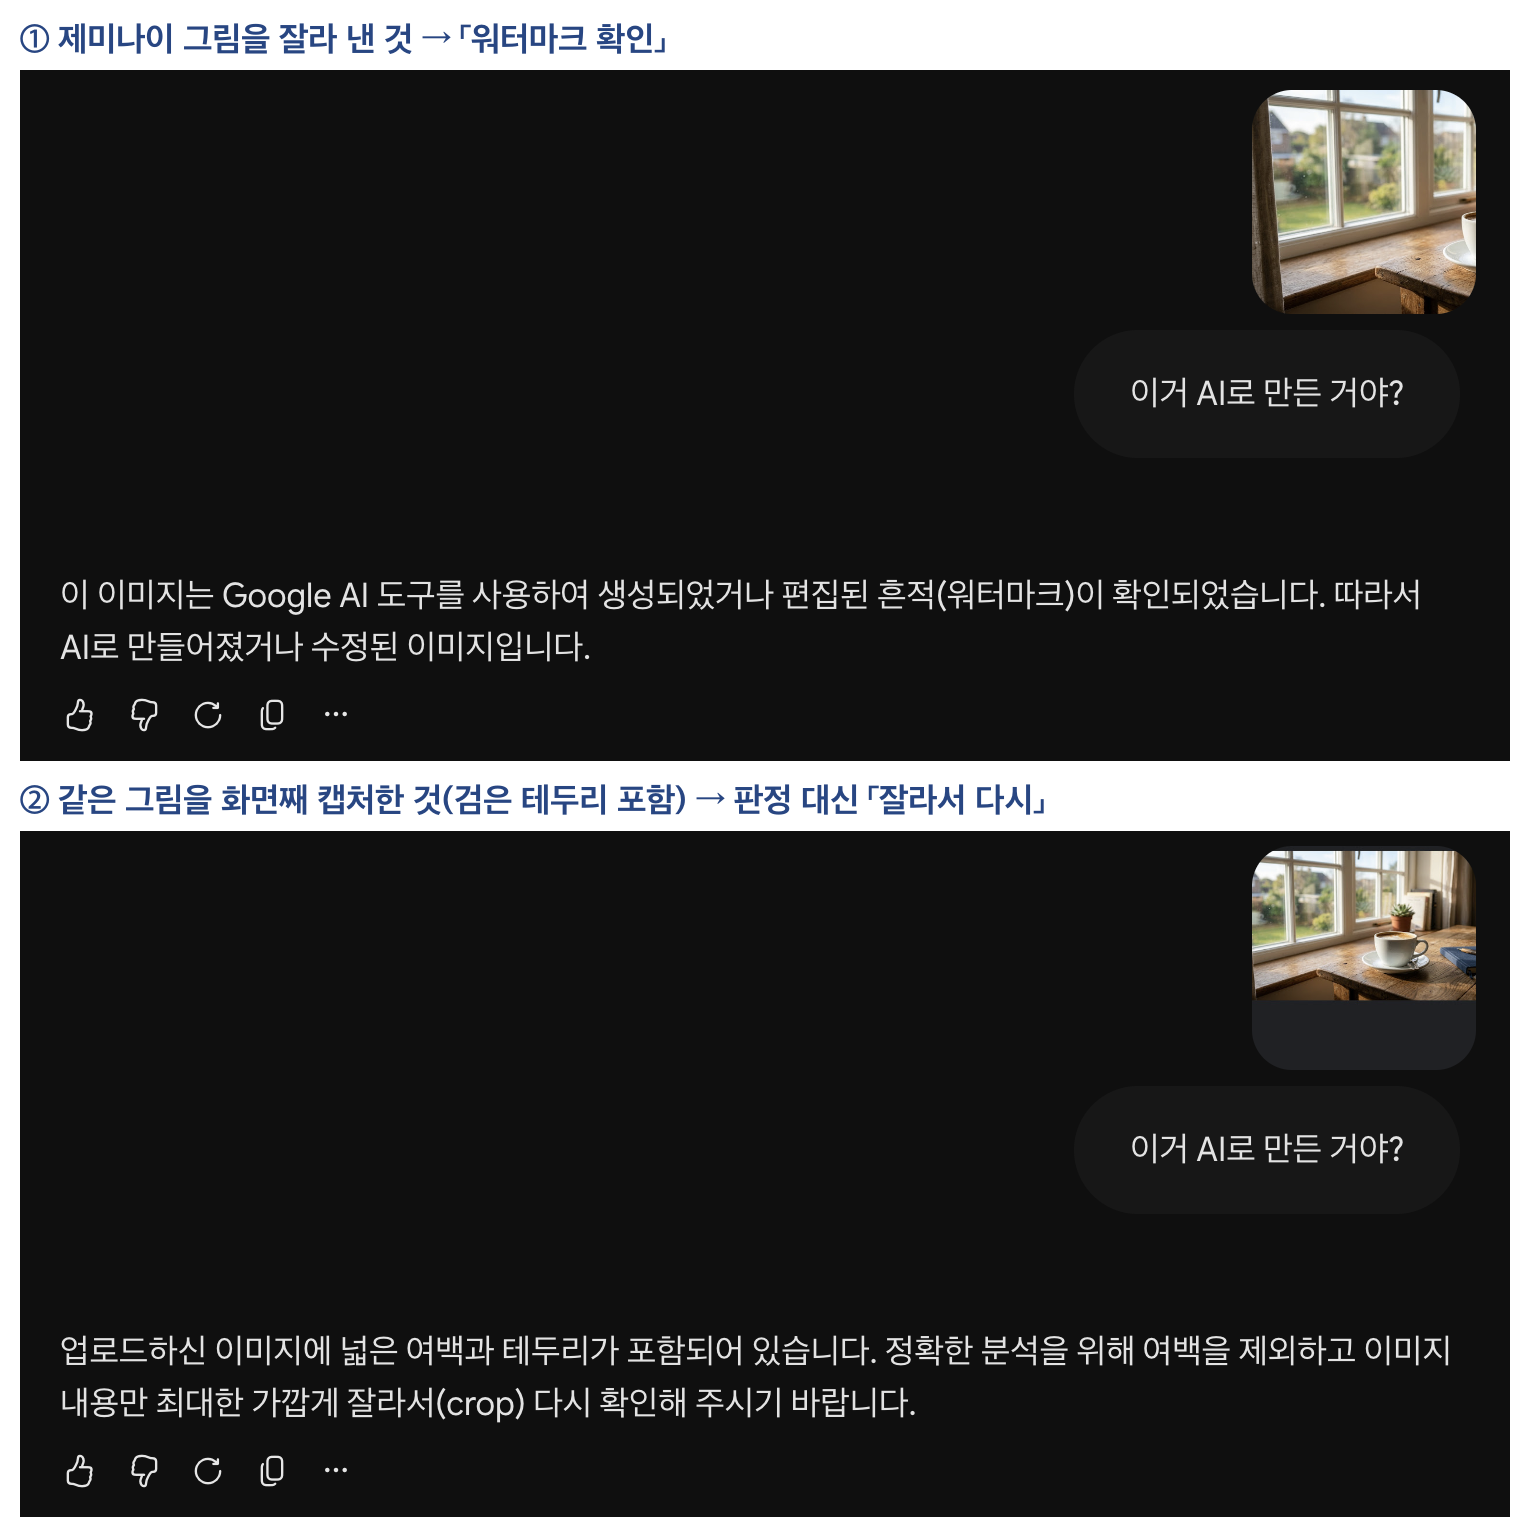 ① 제미나이 그림을 잘라 낸 것 → 「워터마크 확인」
이거 AI로 만든 거야?
이 이미지는 Google AI 도구를 사용하여 생성되었거나 편집된 흔적(워터마크)이 확인되었습니다. 따라서
AI로 만들어졌거나 수정된 이미지입니다.
② 같은 그림을 화면째 캡처한 것(검은 테두리 포함) → 판정 대신 「잘라서 다시」
이거 AI로 만든 거야?
업로드하신 이미지에 넓은 여백과 테두리가 포함되어 있습니다. 정확한 분석을 위해 여백을 제외하고 이미지
내용만 최대한 가깝게 잘라서(crop) 다시 확인해 주시기 바랍니다.